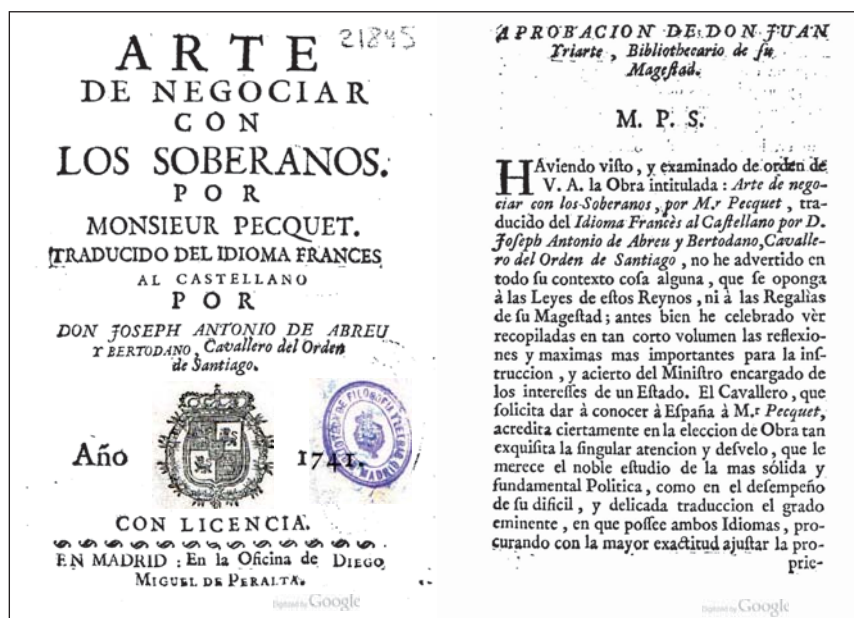 21845
ARTE
DE NEGOCIAR
CON
LOS SOBERANOS.
POR
MONSIEUR PECQUET.
TRADUCIDO DEL IDIOMA FRANCES
AL CASTELLANO
POR
DON JOSEPH ANTONIO DE ABREU
Y BERTODANO, Cavallero del Orden
de Santiago.
Año 1741.
CON LICENCIA.
EN MADRID : En la Oficina de DIEGO
MIGUEL DE PERALTA.
Digitized by Google
APROBACION DE DON JUAN
Yriarte, Bibliothecario de ſu
Mageſtad.
M. P. S.
HAviendo viſto, y examinado de orden de
V. A. la Obra intitulada : Arte de nego-
ciar con los Soberanos, por M.r Pecquet, tra-
ducido del Idioma Francès al Caſtellano por D.
Joſeph Antonio de Abreu y Bertodano, Cavalle-
ro del Orden de Santiago, no he advertido en
todo ſu contexto coſa alguna, que ſe oponga
à las Leyes de eſtos Reynos, ni à las Regalìas
de ſu Mageſtad; antes bien he celebrado vèr
recopiladas en tan corto volumen las reflexio-
nes y maximas mas importantes para la inſ-
truccion, y acierto del Miniſtro encargado de
los intereſſes de un Eſtado. El Cavallero, que
ſolicita dàr à conocer à Eſpaña à M.r Pecquet,
acredita ciertamente en la eleccion de Obra tan
exquiſita la ſingular atencion y deſvelo, que le
merece el noble eſtudio de la mas sólida y
fundamental Politica, como en el deſempeño
de ſu dificil, y delicada traduccion el grado
eminente, en que poſſee ambos Idiomas, pro-
curando con la mayor exactitud ajuſtar la pro-
prie-
Digitized by Google